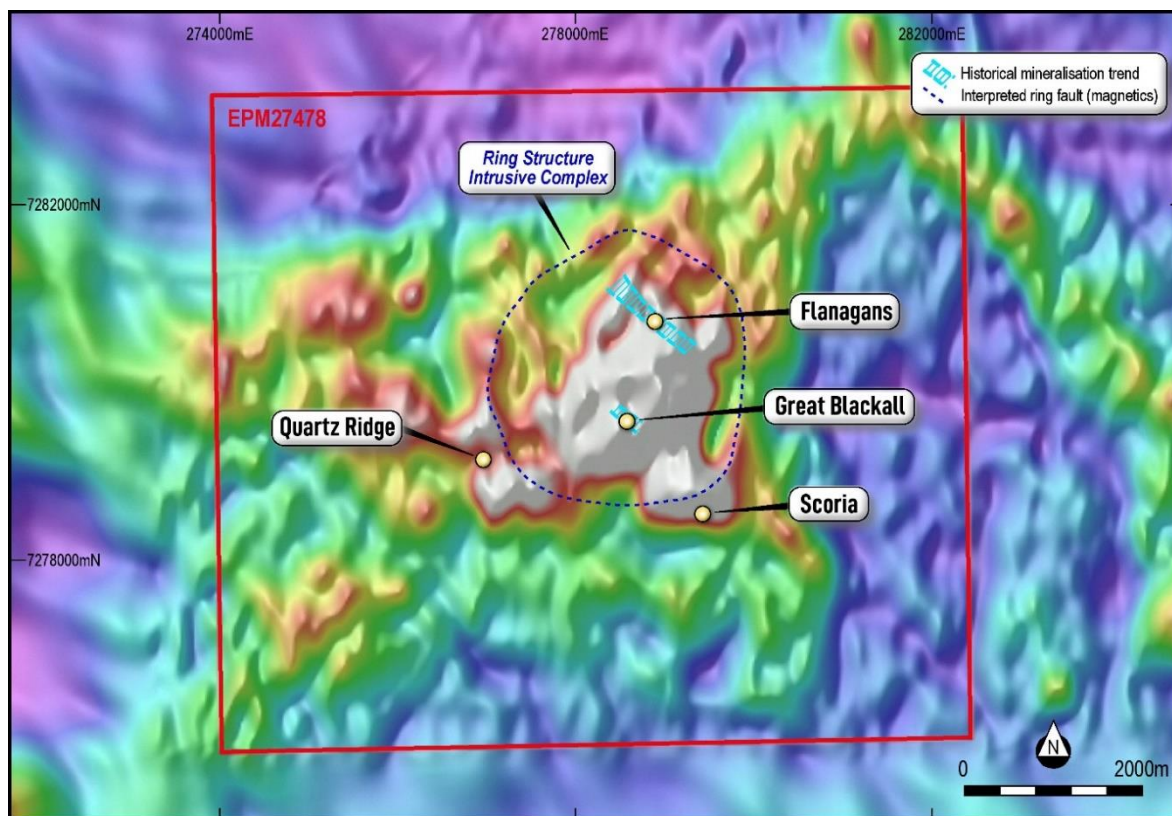 274000mE
278000mE
282000mE
Historical mineralisation trend
Interpreted ring fault (magnetics)
EPM27478
Ring Structure
Intrusive Complex
7282000mN
Flanagans
Great Blackall
Quartz Ridge
Scoria
7278000mN
N
0
2000m